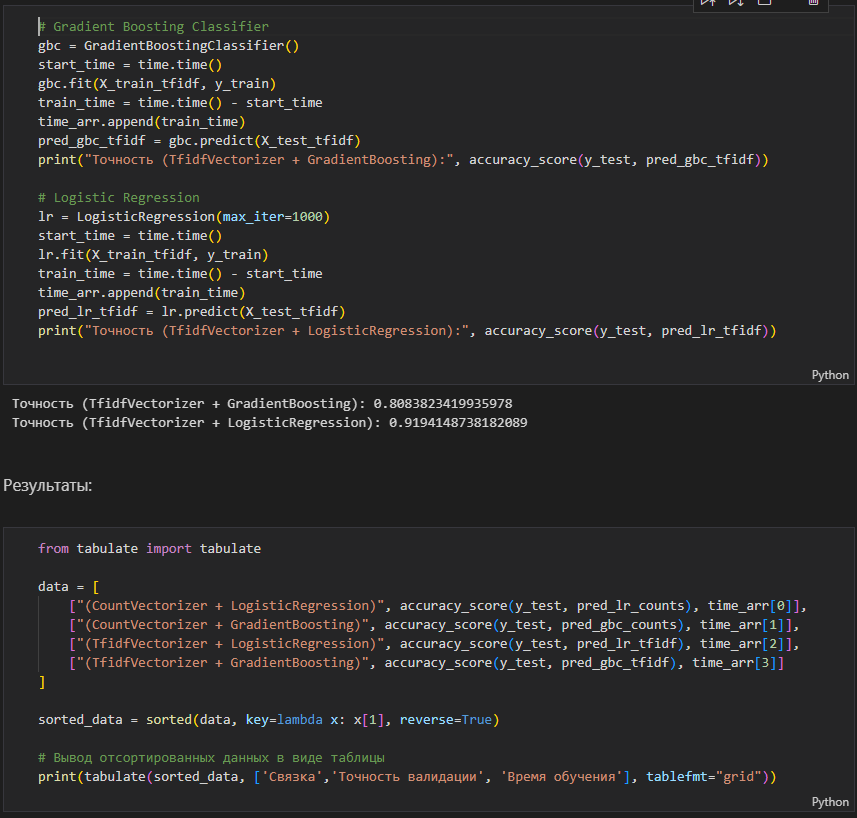 # Gradient Boosting Classifier
gbc = GradientBoostingClassifier()
start_time = time.time()
gbc.fit(X_train_tfidf, y_train)
train_time = time.time() - start_time
time_arr.append(train_time)
pred_gbc_tfidf = gbc.predict(X_test_tfidf)
print("Точность (TfidfVectorizer + GradientBoosting):", accuracy_score(y_test, pred_gbc_tfidf))
# Logistic Regression
lr = LogisticRegression(max_iter=1000)
start_time = time.time()
lr.fit(X_train_tfidf, y_train)
train_time = time.time() - start_time
time_arr.append(train_time)
pred_lr_tfidf = lr.predict(X_test_tfidf)
print("Точность (TfidfVectorizer + LogisticRegression):", accuracy_score(y_test, pred_lr_tfidf))
Python
Точность (TfidfVectorizer + GradientBoosting): 0.8083823419935978
Точность (TfidfVectorizer + LogisticRegression): 0.9194148738182089
Результаты:
from tabulate import tabulate
data = [
["(CountVectorizer + LogisticRegression)", accuracy_score(y_test, pred_lr_counts), time_arr[0]],
["(CountVectorizer + GradientBoosting)", accuracy_score(y_test, pred_gbc_counts), time_arr[1]],
["(TfidfVectorizer + LogisticRegression)", accuracy_score(y_test, pred_lr_tfidf), time_arr[2]],
["(TfidfVectorizer + GradientBoosting)", accuracy_score(y_test, pred_gbc_tfidf), time_arr[3]]
]
sorted_data = sorted(data, key=lambda x: x[1], reverse=True)
# Вывод отсортированных данных в виде таблицы
print(tabulate(sorted_data, ['Связка','Точность валидации', 'Время обучения'], tablefmt="grid"))
Python